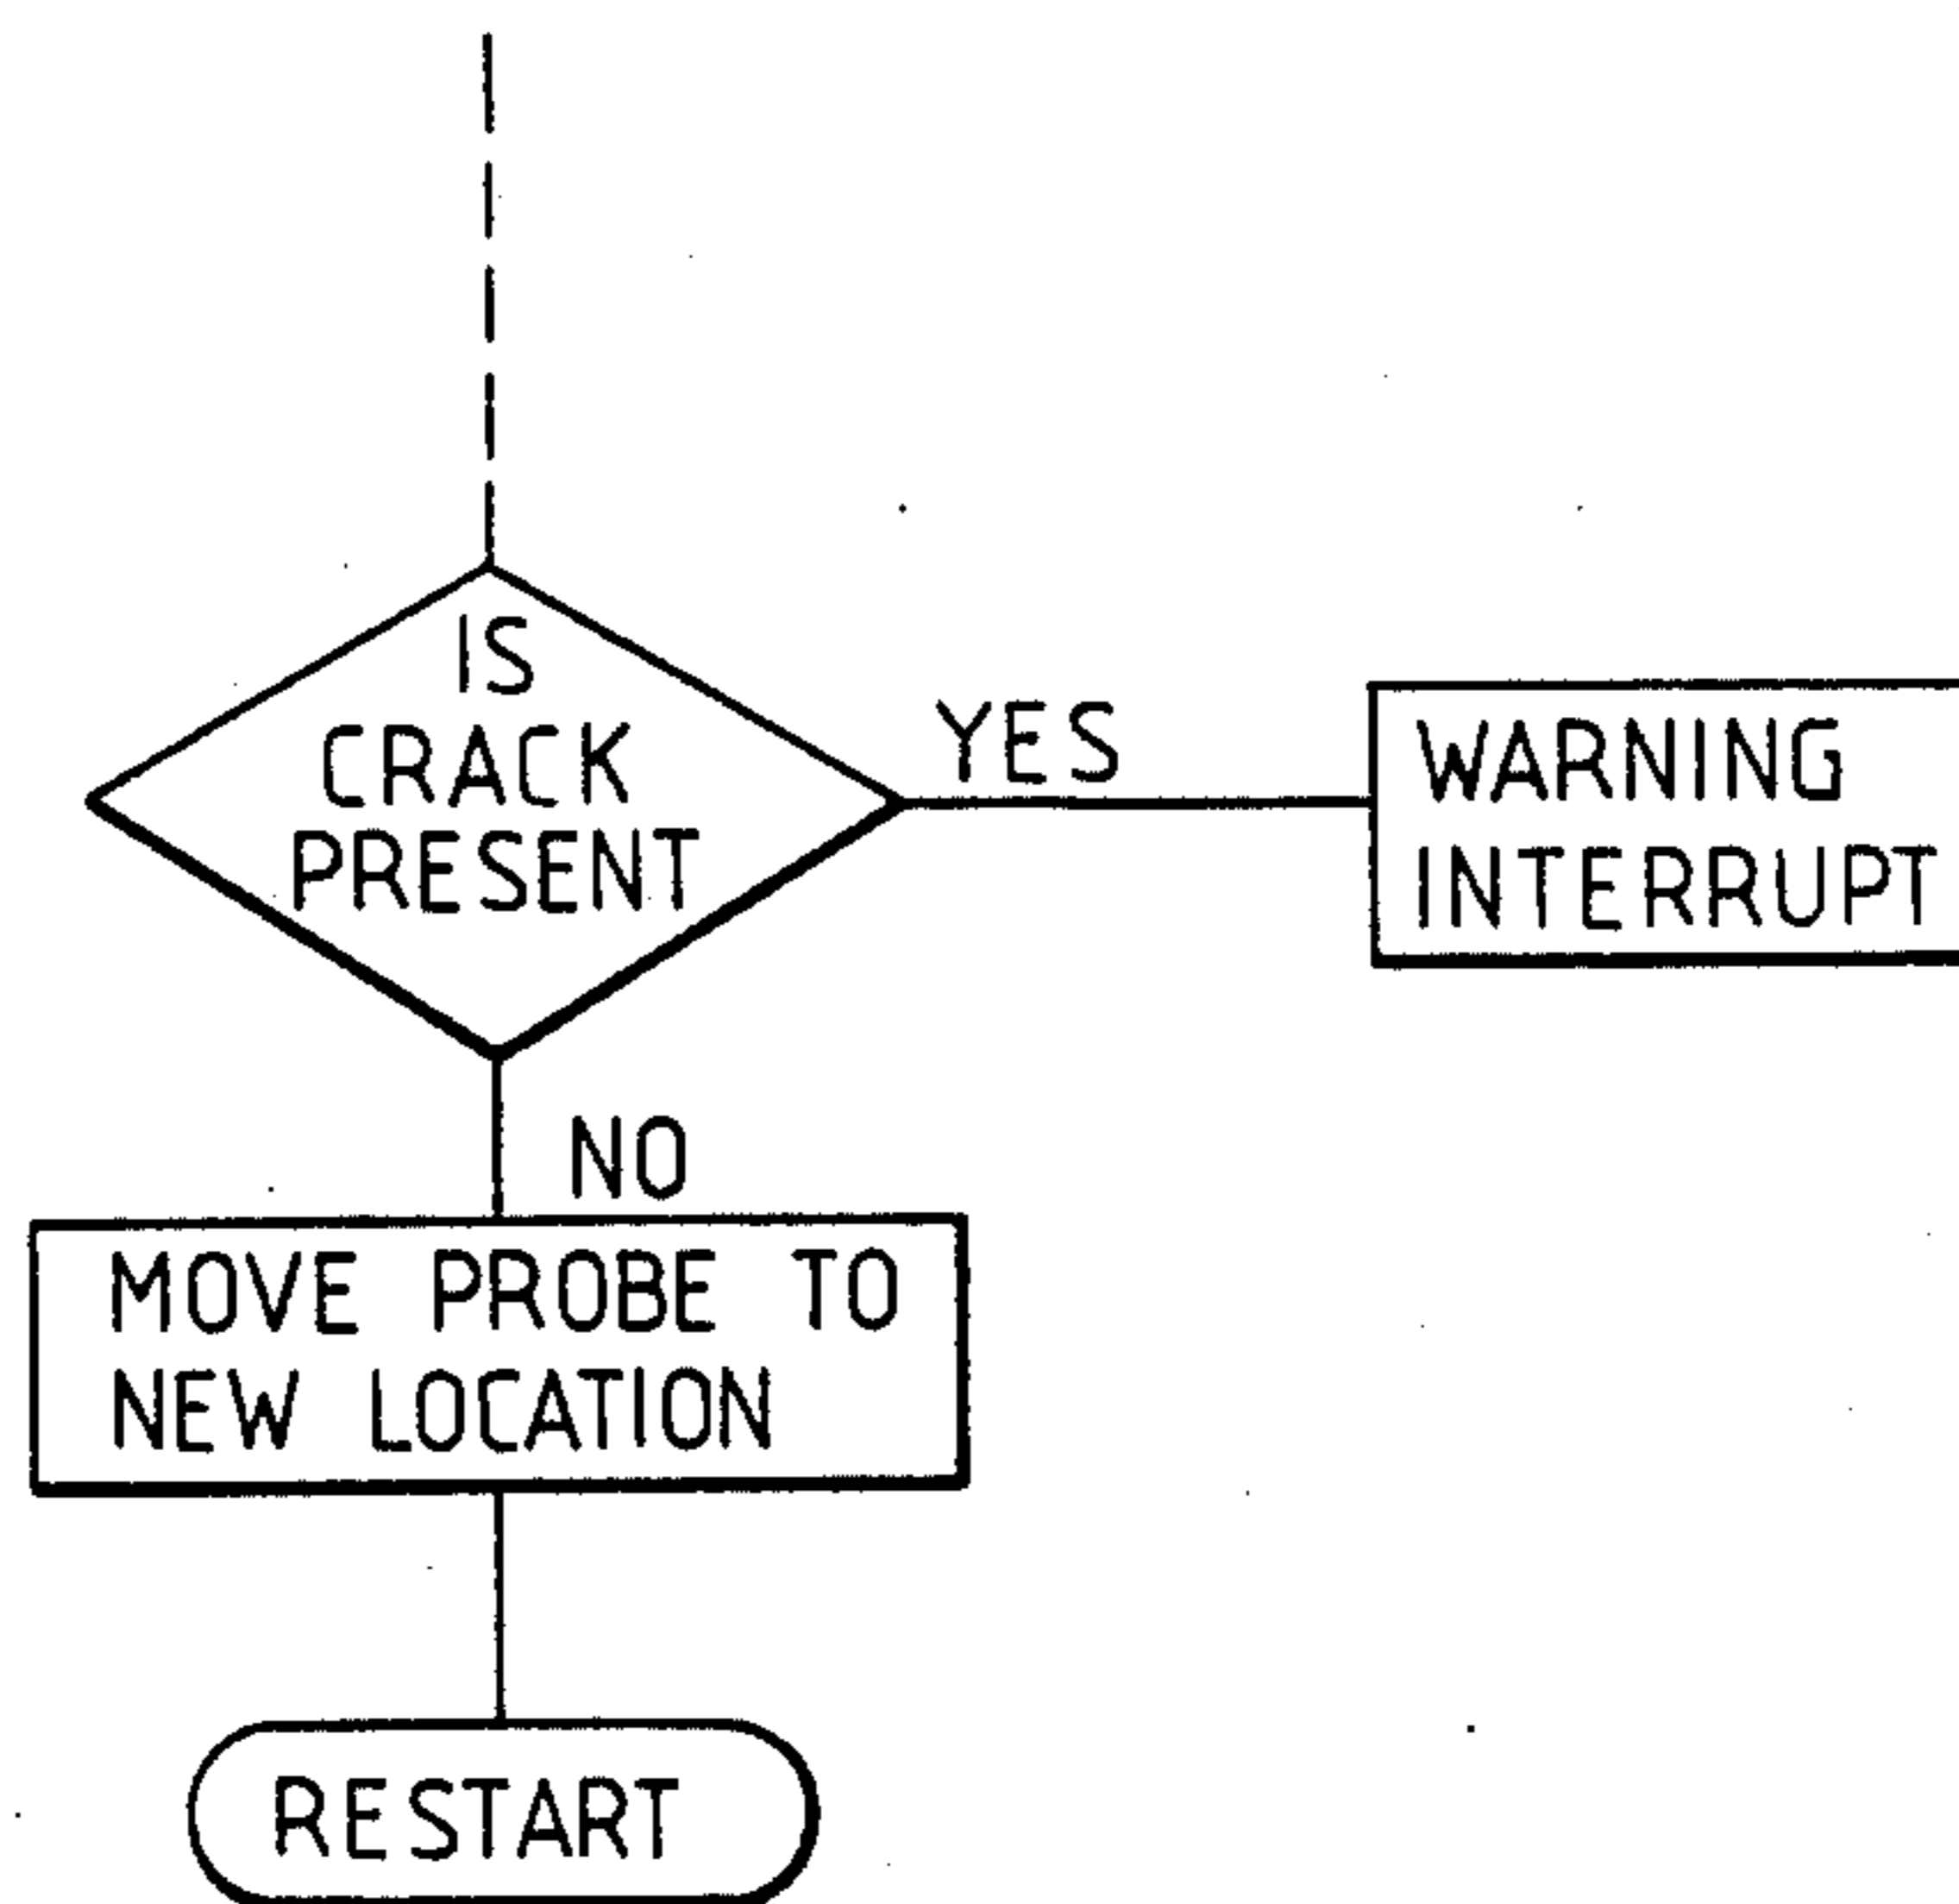 IS
CRACK
PRESENT
YES
WARNING
INTERRUPT
NO
MOVE PROBE TO
NEW LOCATION
RESTART